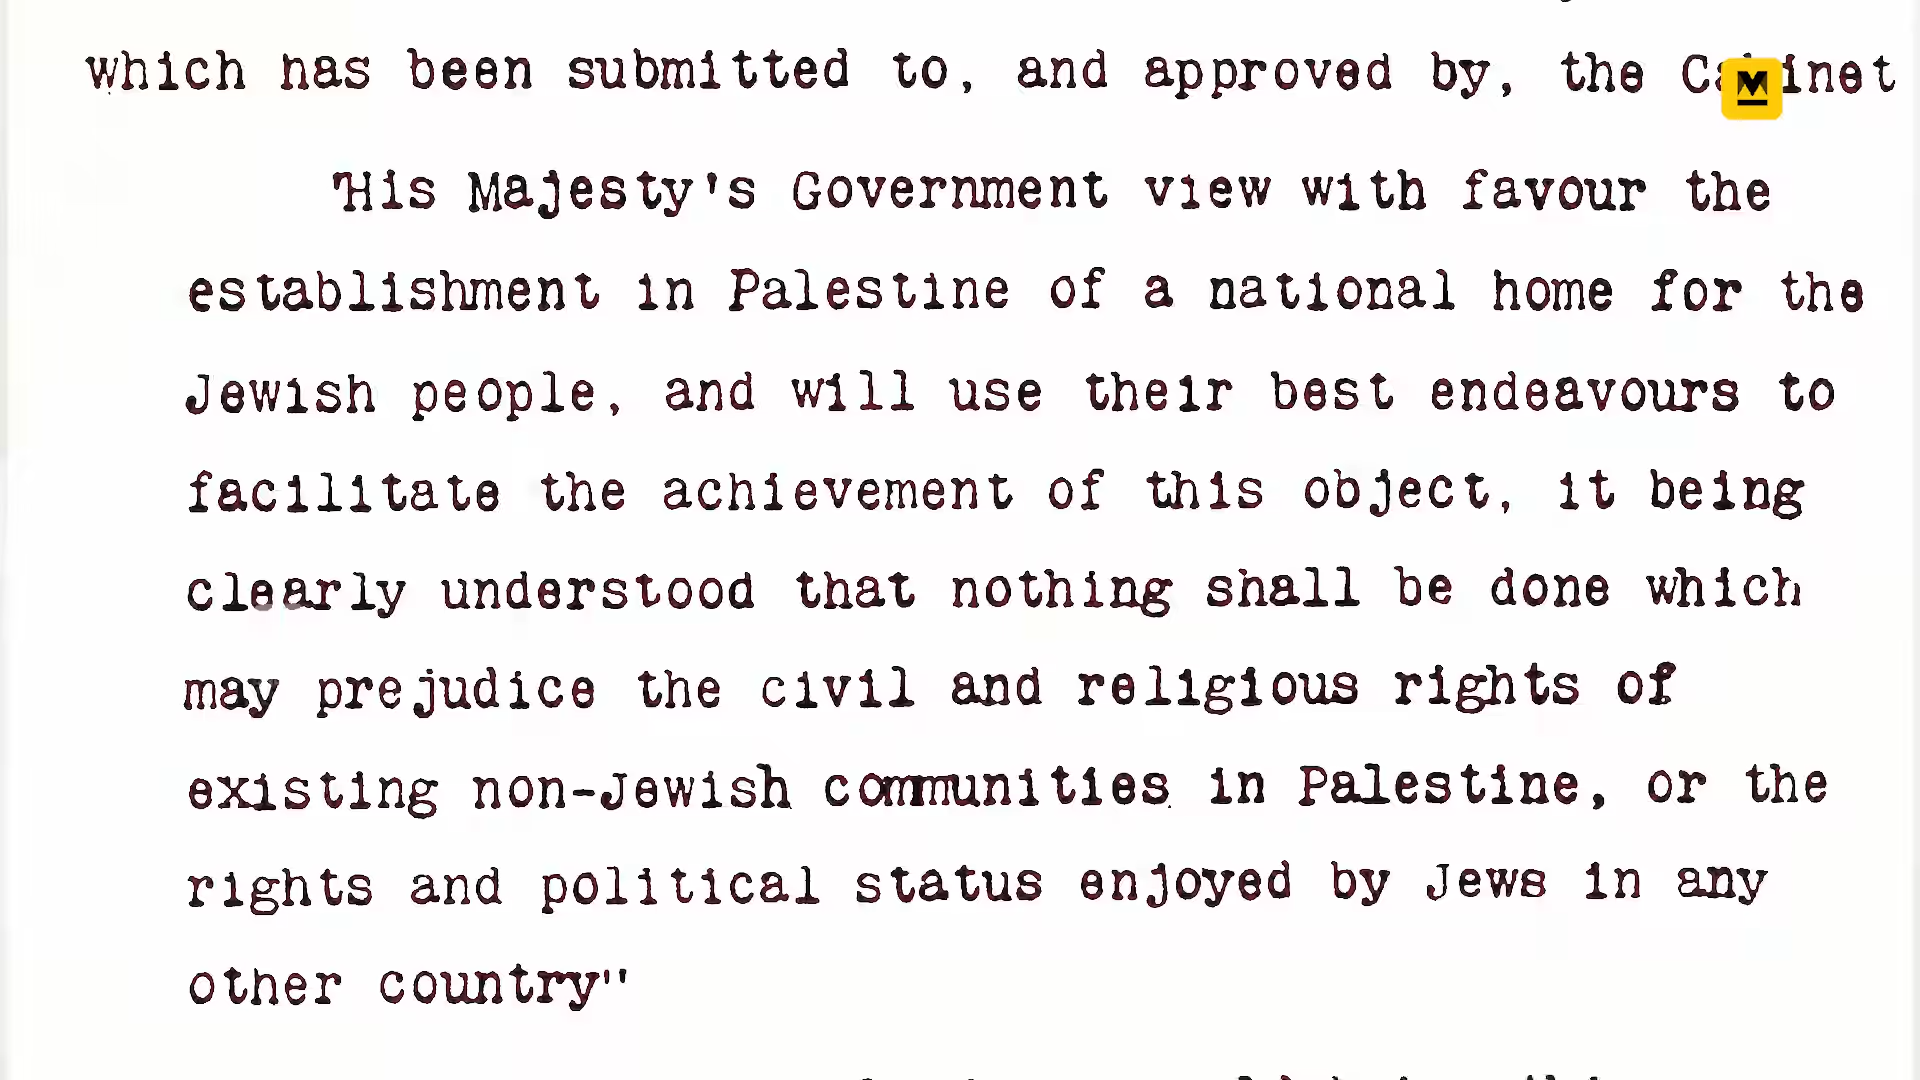 which has been submitted to, and approved by, the Cabinet
"His Majesty's Government view with favour the
establishment in Palestine of a national home for the
Jewish people, and will use their best endeavours to
facilitate the achievement of this object, it being
clearly understood that nothing shall be done which
may prejudice the civil and religious rights of
existing non-Jewish communities in Palestine, or the
rights and political status enjoyed by Jews in any
other country"